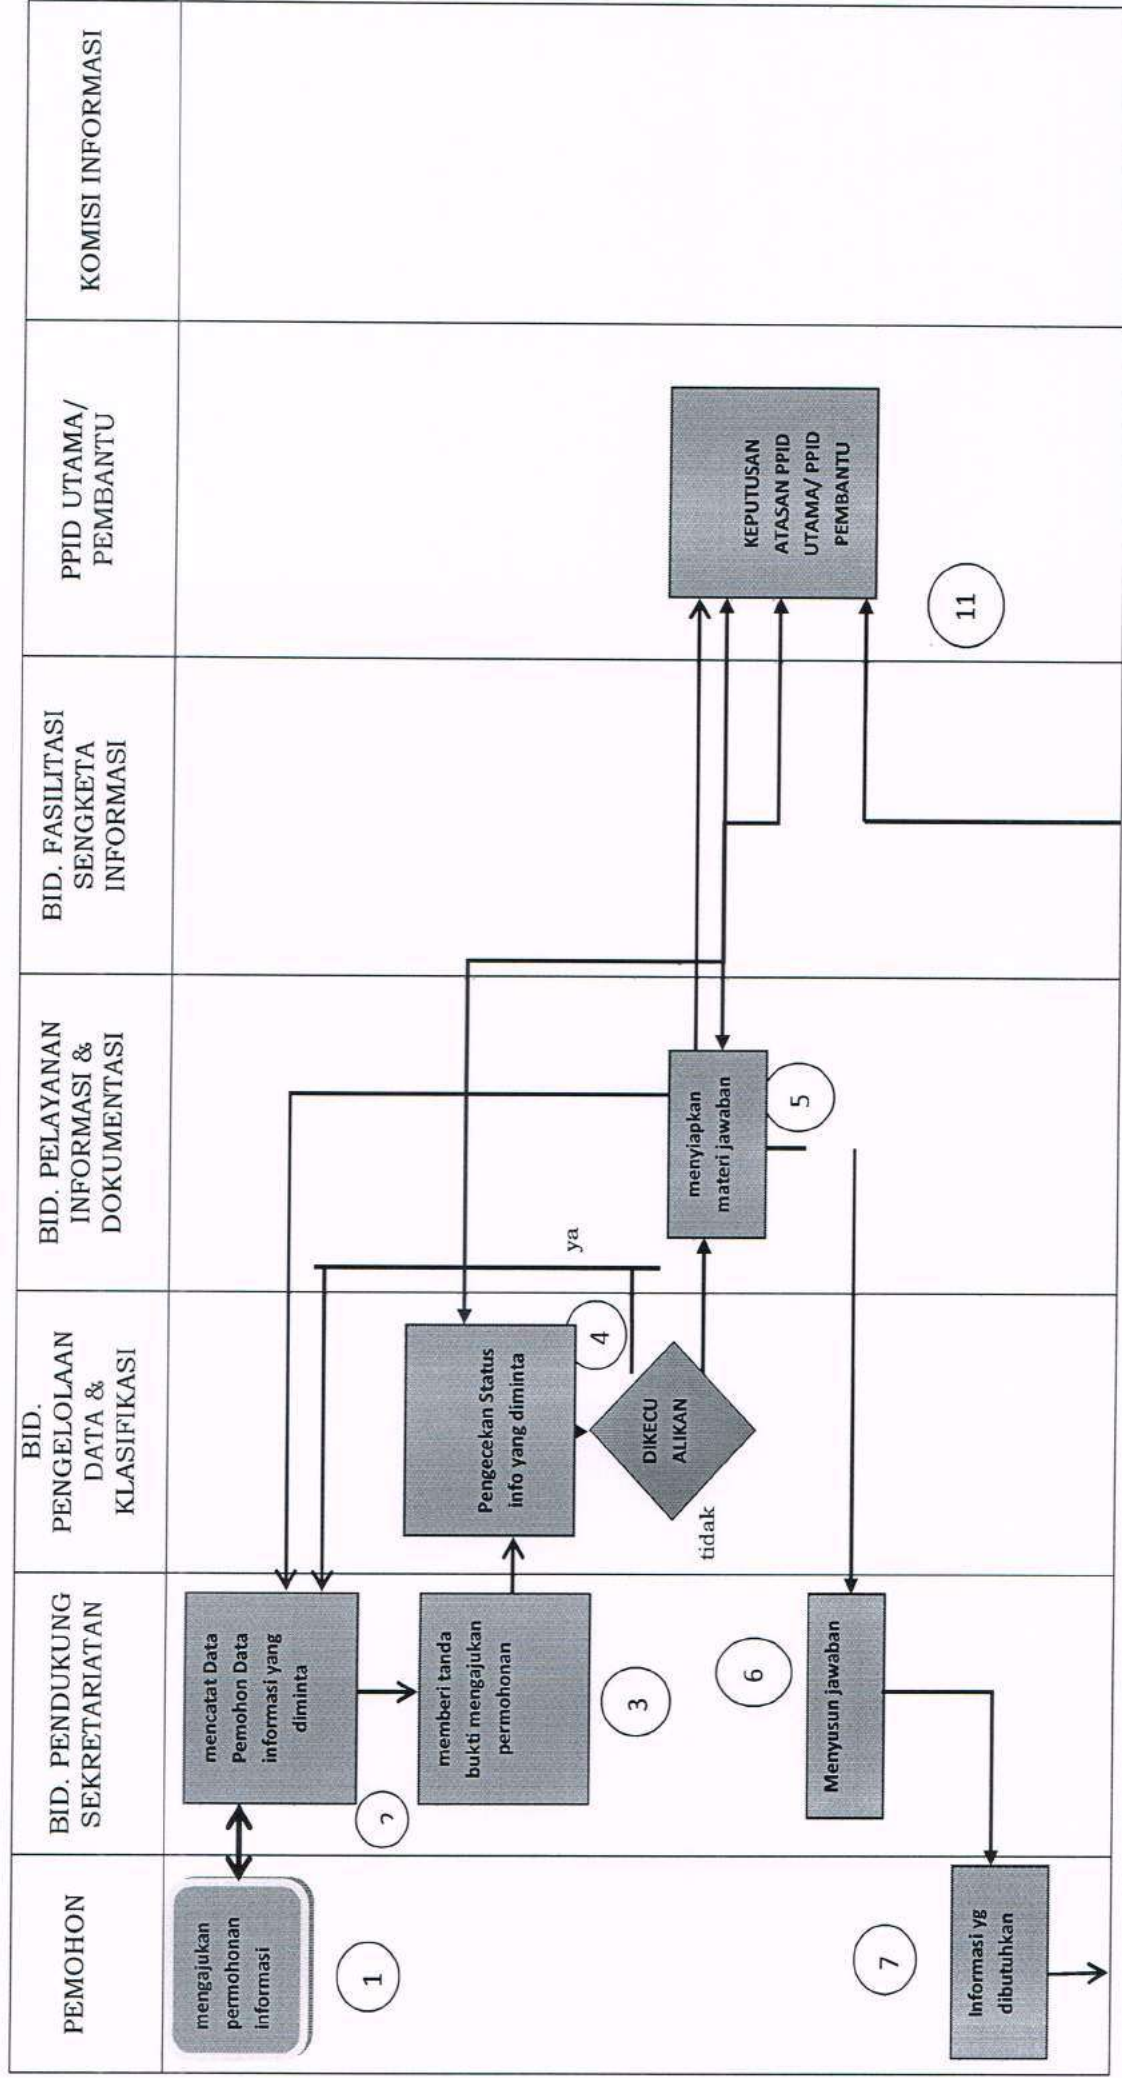 PEMOHON
BID. PENDUKUNG
SEKRETARIATAN
BID.
PENGELOLAAN
DATA &
KLASIFIKASI
BID. PELAYANAN
INFORMASI &
DOKUMENTASI
BID. FASILITASI
SENGKETA
INFORMASI
PPID UTAMA/
PEMBANTU
KOMISI INFORMASI
mengajukan
permohonan
informasi
1
mencatat Data
Pemohon Data
informasi yang
diminta
2
memberi tanda
bukti mengajukan
permohonan
3
Pengecekan Status
info yang diminta
4
DIKECU
ALIKAN
ya
tidak
menyiapkan
materi jawaban
5
KEPUTUSAN
ATASAN PPID
UTAMA/ PPID
PEMBANTU
11
6
Menyusun jawaban
7
Informasi yg
dibutuhkan